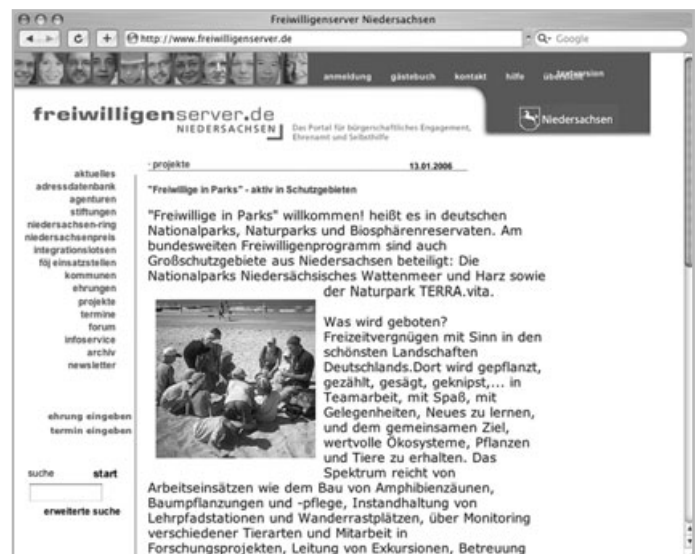 Freiwilligenserver Niedersachsen
http://www.freiwilligenserver.de
Google
anmeldung gästebuch kontakt hilfe
freiwilligenserver.de
NIEDERSACHSEN
Das Portal für bürgerschaftliches Engagement,
Ehrenamt und Selbsthilfe
Niedersachsen
aktuelles
adressdatenbank
agenturen
stiftungen
niedersachsen-ring
niedersachsenpreis
integrationslotsen
föj einsatzstellen
kommunen
ehrungen
projekte
termine
forum
infoservice
archiv
newsletter
ehrung eingeben
termin eingeben
suche start
erweiterte suche
- projekte 13.01.2006
"Freiwillige in Parks" - aktiv in Schutzgebieten
"Freiwillige in Parks" willkommen! heißt es in deutschen
Nationalparks, Naturparks und Biosphärenreservaten. Am
bundesweiten Freiwilligenprogramm sind auch
Großschutzgebiete aus Niedersachsen beteiligt: Die
Nationalparks Niedersächsisches Wattenmeer und Harz sowie
der Naturpark TERRA.vita.
Was wird geboten?
Freizeitvergnügen mit Sinn in den
schönsten Landschaften
Deutschlands.Dort wird gepflanzt,
gezählt, gesägt, geknipst,... in
Teamarbeit, mit Spaß, mit
Gelegenheiten, Neues zu lernen,
und dem gemeinsamen Ziel,
wertvolle Ökosysteme, Pflanzen
und Tiere zu erhalten. Das
Spektrum reicht von
Arbeitseinsätzen wie dem Bau von Amphibienzäunen,
Baumpflanzungen und -pflege, Instandhaltung von
Lehrpfadstationen und Wanderrastplätzen, über Monitoring
verschiedener Tierarten und Mitarbeit in
Forschungsprojekten, Leitung von Exkursionen, Betreuung